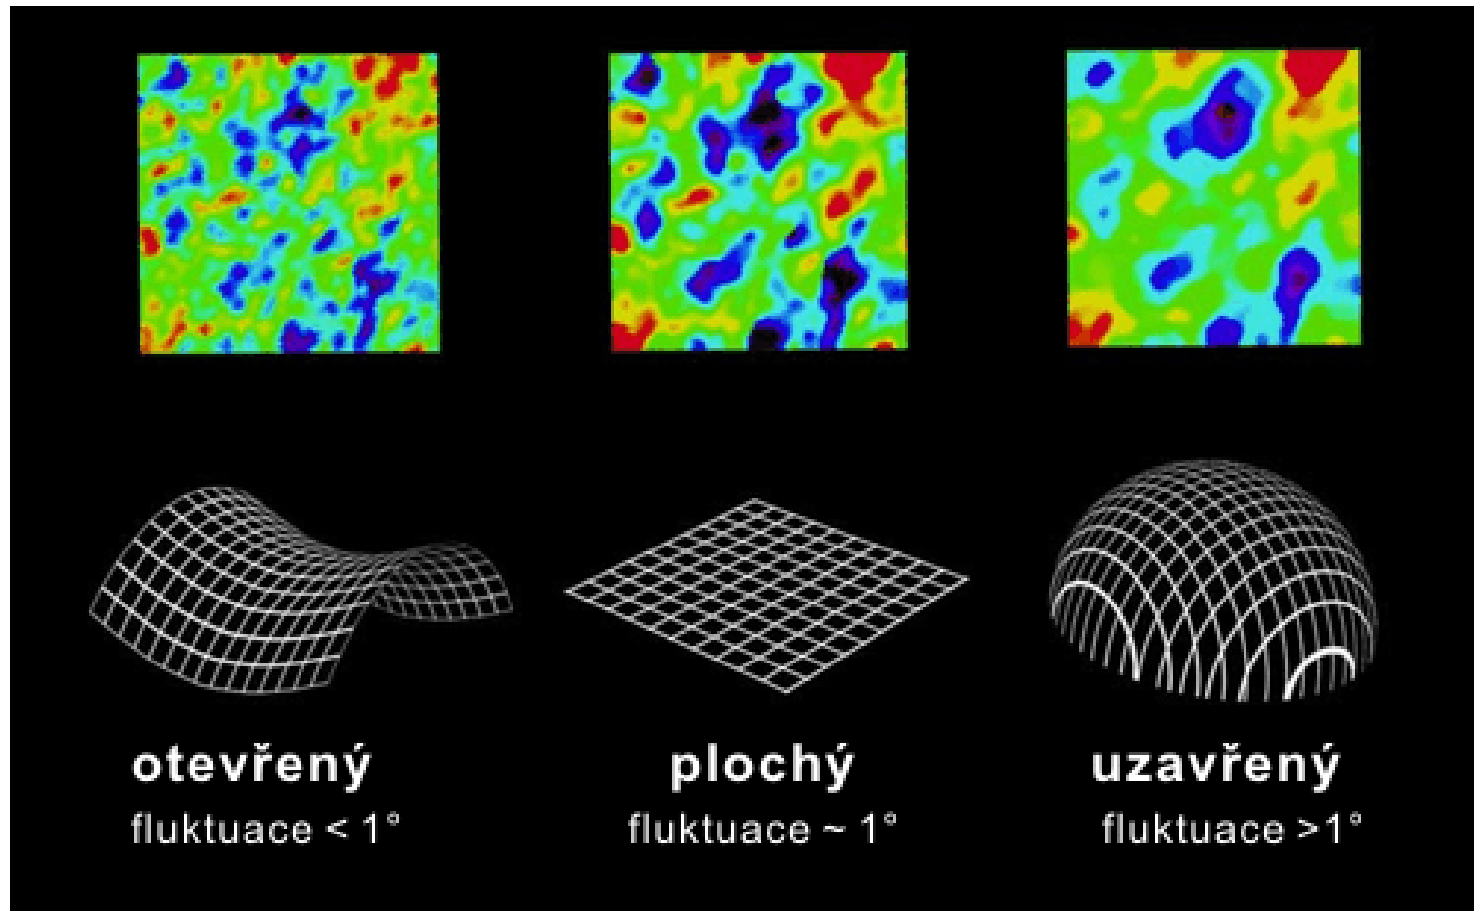 otevřený
fluktuace < 1°
plochý
fluktuace ~ 1°
uzavřený
fluktuace >1°